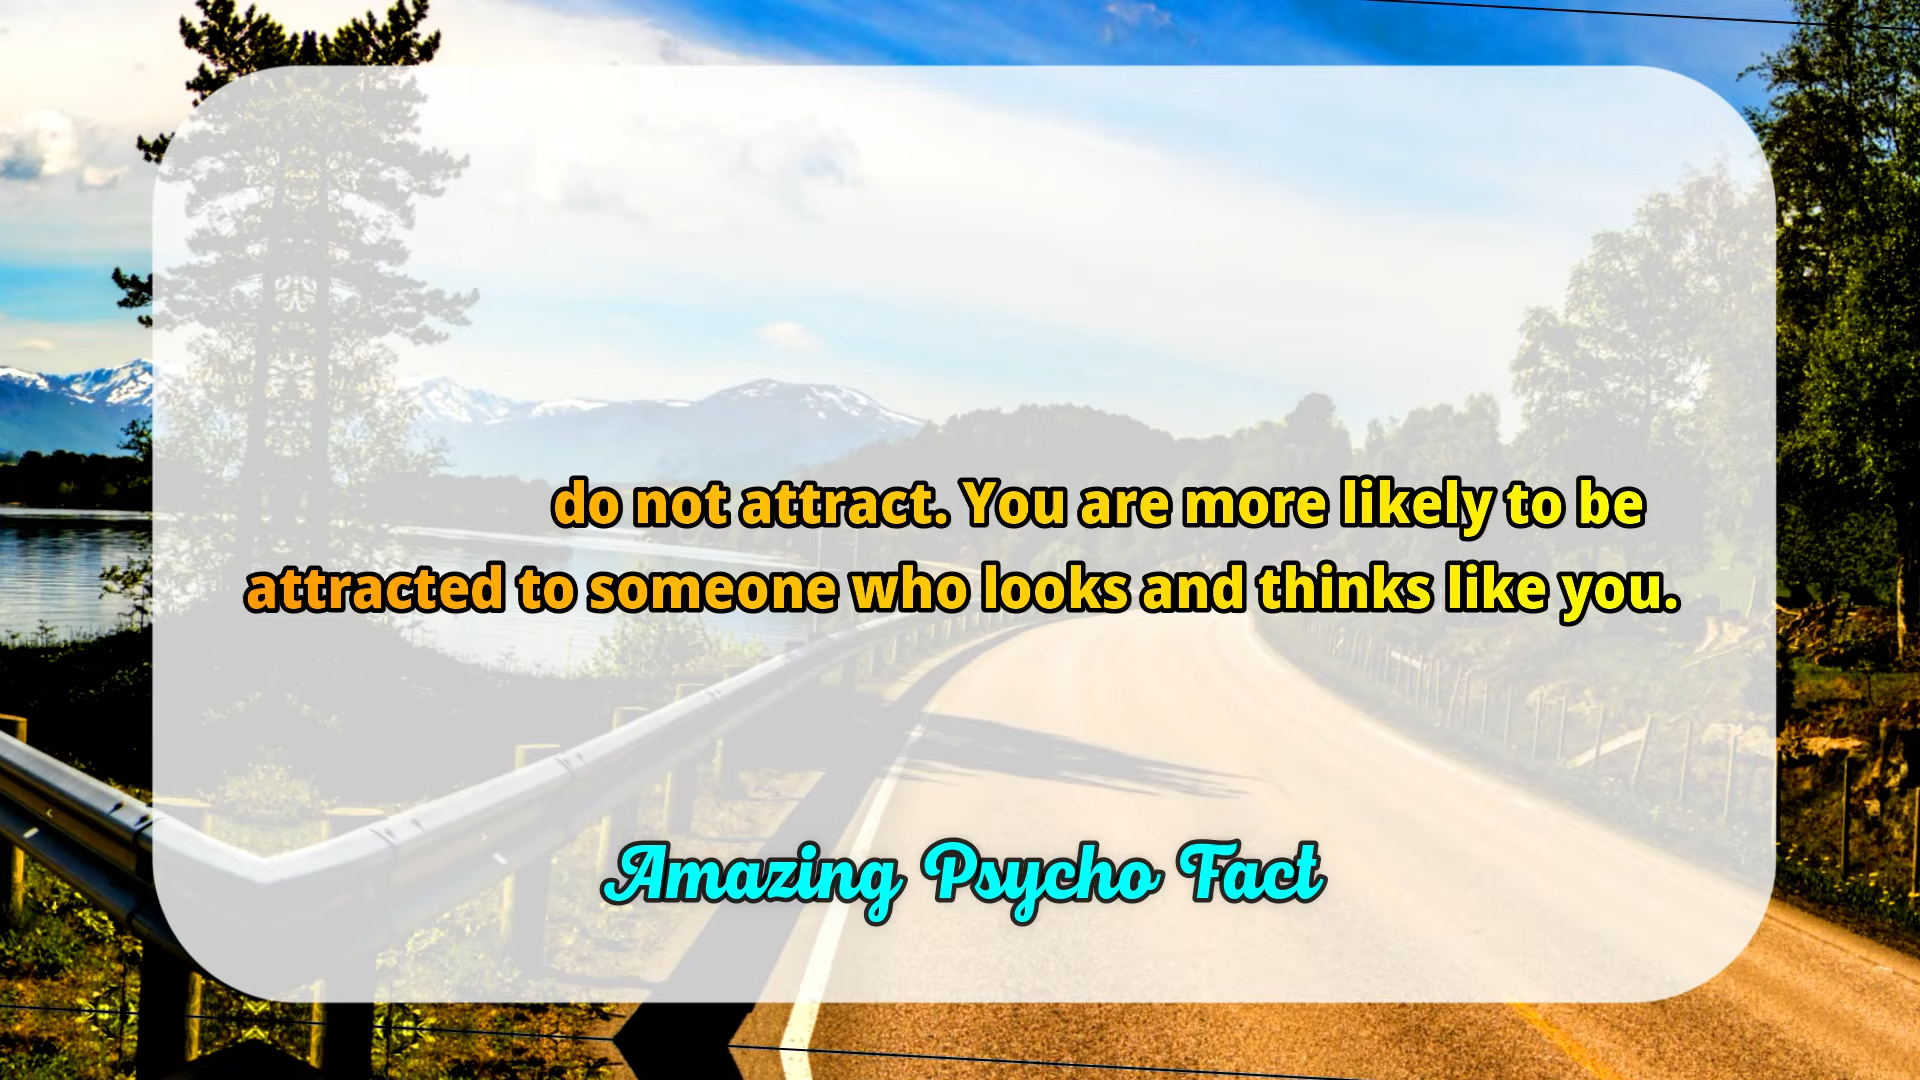 do not attract. You are more likely to be
attracted to someone who looks and thinks like you.
Amazing Psycho Fact